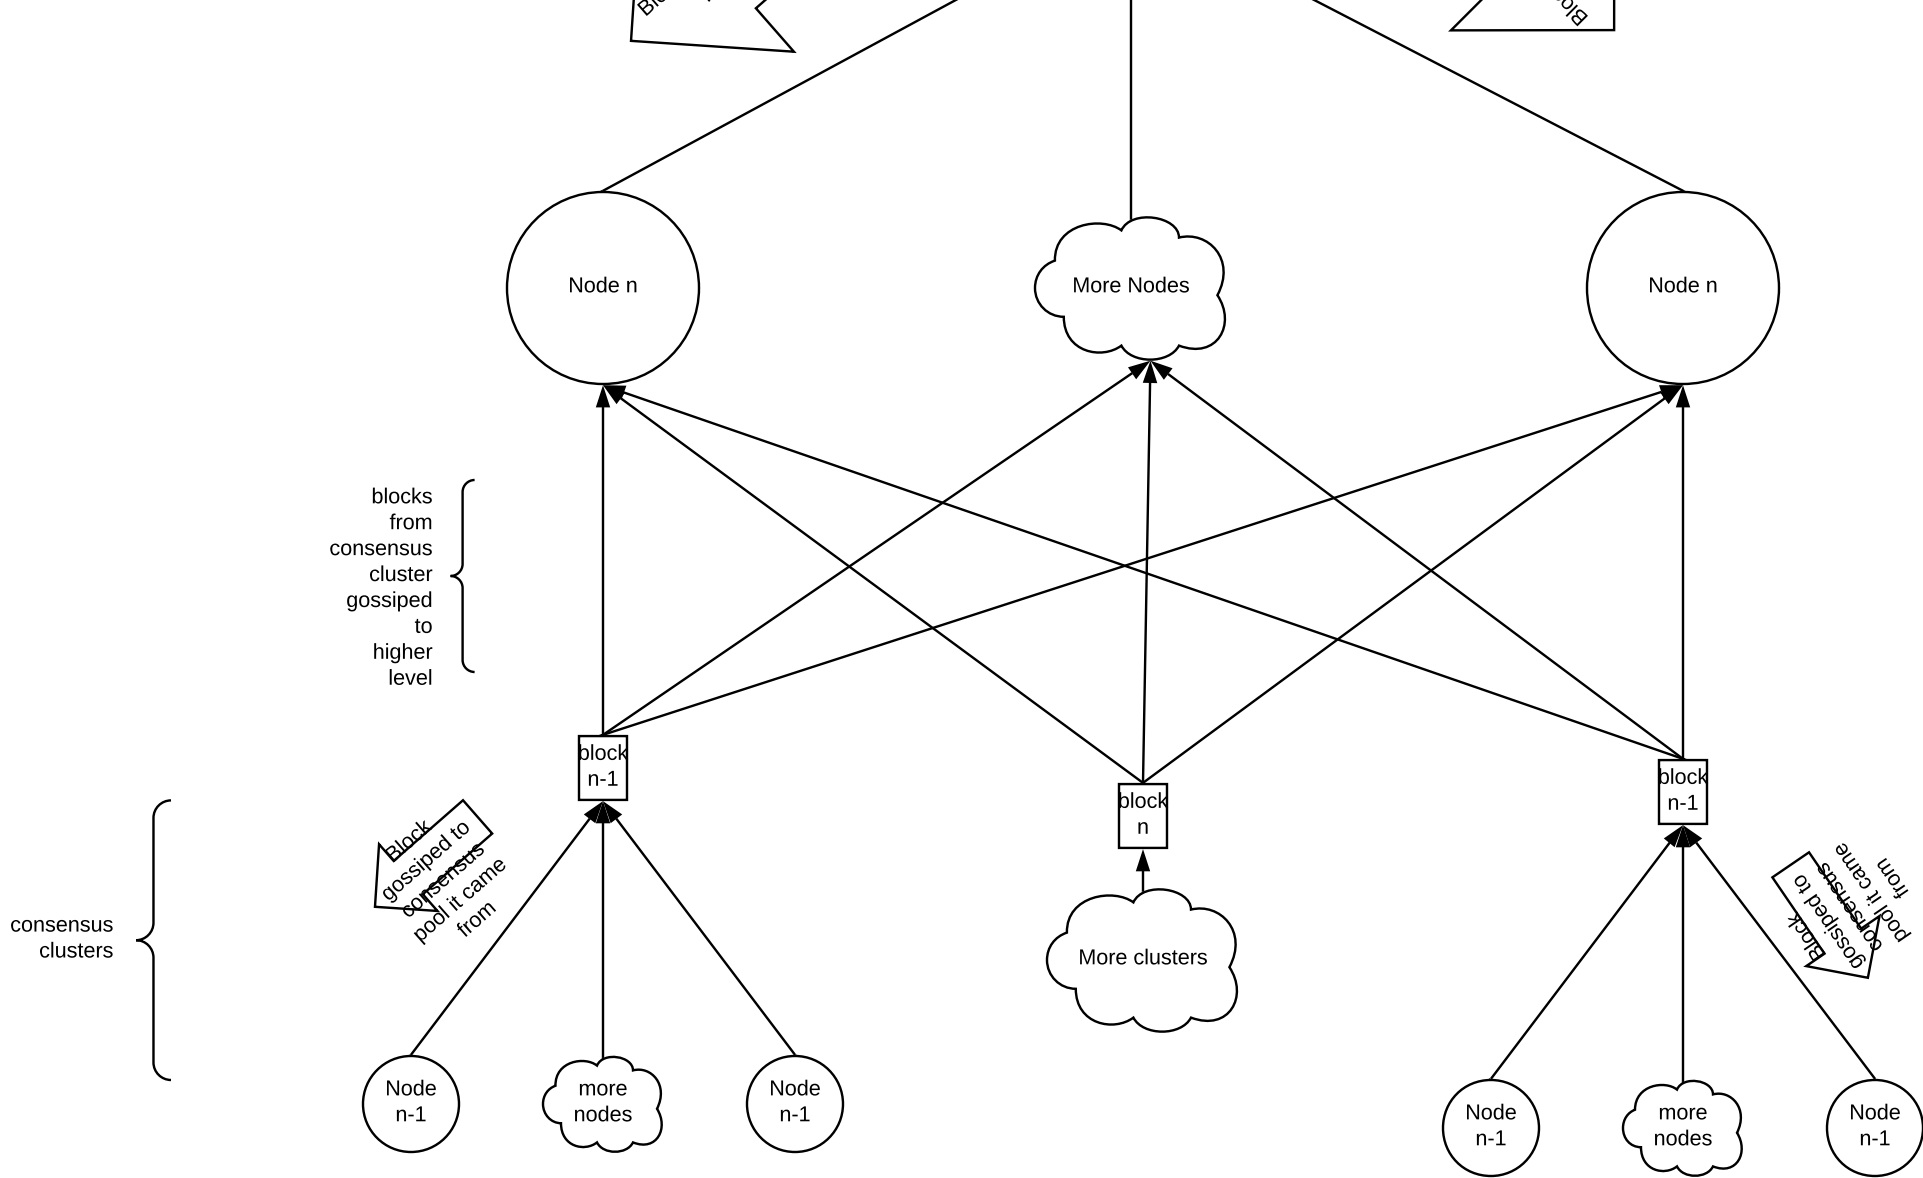 Node n
More Nodes
Node n
blocks
from
consensus
cluster
gossiped
to
higher
level
block
n-1
block
n-1
block
n
Block
gossiped to
consensus
pool it came
from
Block
gossiped to
consensus
pool it came
from
consensus
clusters
More clusters
Node
n-1
more
nodes
Node
n-1
Node
n-1
more
nodes
Node
n-1